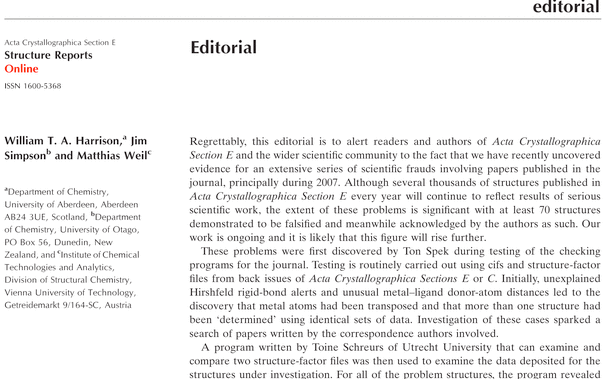 editorial
Acta Crystallographica Section E
Structure Reports
Online
ISSN 1600-5368
Editorial
William T. A. Harrison,a Jim
Simpsonb and Matthias Weilc
aDepartment of Chemistry,
University of Aberdeen, Aberdeen
AB24 3UE, Scotland, bDepartment
of Chemistry, University of Otago,
PO Box 56, Dunedin, New
Zealand, and cInstitute of Chemical
Technologies and Analytics,
Division of Structural Chemistry,
Vienna University of Technology,
Getreidemarkt 9/164-SC, Austria
Regrettably, this editorial is to alert readers and authors of Acta Crystallographica
Section E and the wider scientific community to the fact that we have recently uncovered
evidence for an extensive series of scientific frauds involving papers published in the
journal, principally during 2007. Although several thousands of structures published in
Acta Crystallographica Section E every year will continue to reflect results of serious
scientific work, the extent of these problems is significant with at least 70 structures
demonstrated to be falsified and meanwhile acknowledged by the authors as such. Our
work is ongoing and it is likely that this figure will rise further.
These problems were first discovered by Ton Spek during testing of the checking
programs for the journal. Testing is routinely carried out using cifs and structure-factor
files from back issues of Acta Crystallographica Sections E or C. Initially, unexplained
Hirshfeld rigid-bond alerts and unusual metal–ligand donor-atom distances led to the
discovery that metal atoms had been transposed and that more than one structure had
been ‘determined’ using identical sets of data. Investigation of these cases sparked a
search of papers written by the correspondence authors involved.
A program written by Toine Schreurs of Utrecht University that can examine and
compare two structure-factor files was then used to examine the data deposited for the
structures under investigation. For all of the problem structures, the program revealed